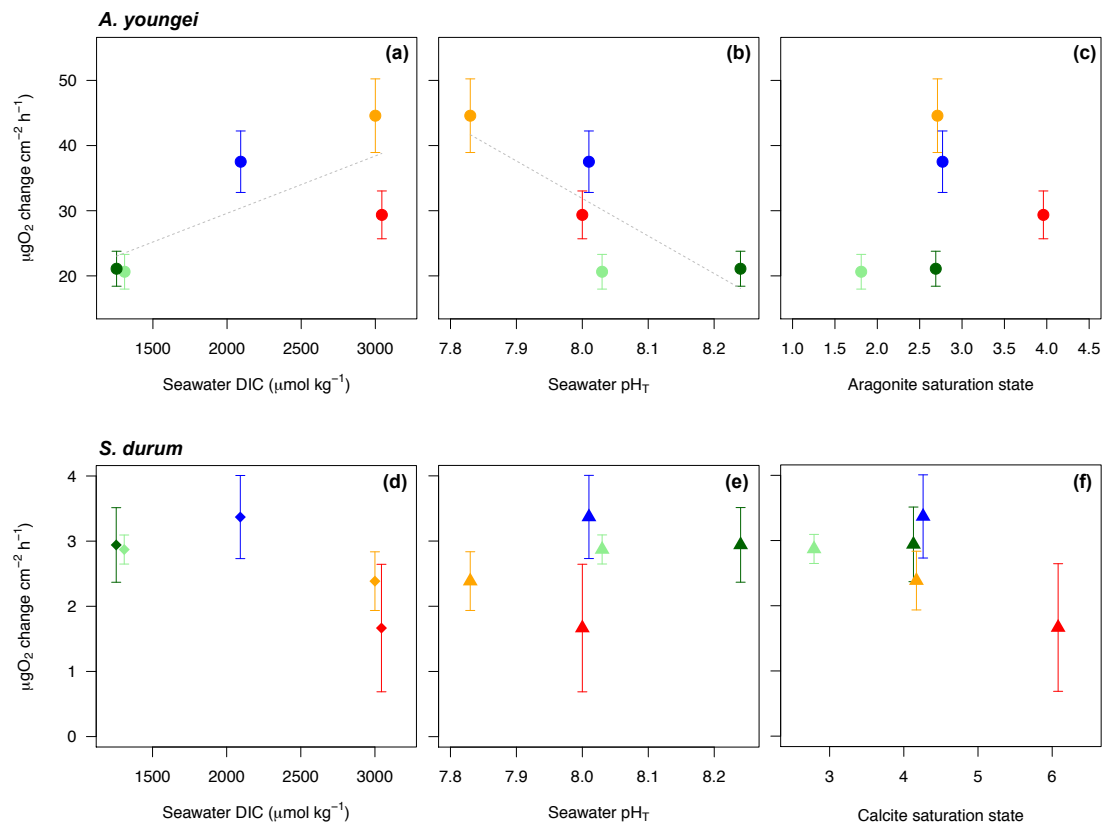 A. youngei
(a)
(b)
(c)
50
40
30
20
μgO₂ change cm⁻² h⁻¹
1500 2000 2500 3000
7.8 7.9 8.0 8.1 8.2
1.0 1.5 2.0 2.5 3.0 3.5 4.0 4.5
Seawater DIC (μmol kg⁻¹)
Seawater pH_T
Aragonite saturation state
S. durum
(d)
(e)
(f)
4
3
2
1
0
μgO₂ change cm⁻² h⁻¹
1500 2000 2500 3000
7.8 7.9 8.0 8.1 8.2
3 4 5 6
Seawater DIC (μmol kg⁻¹)
Seawater pH_T
Calcite saturation state